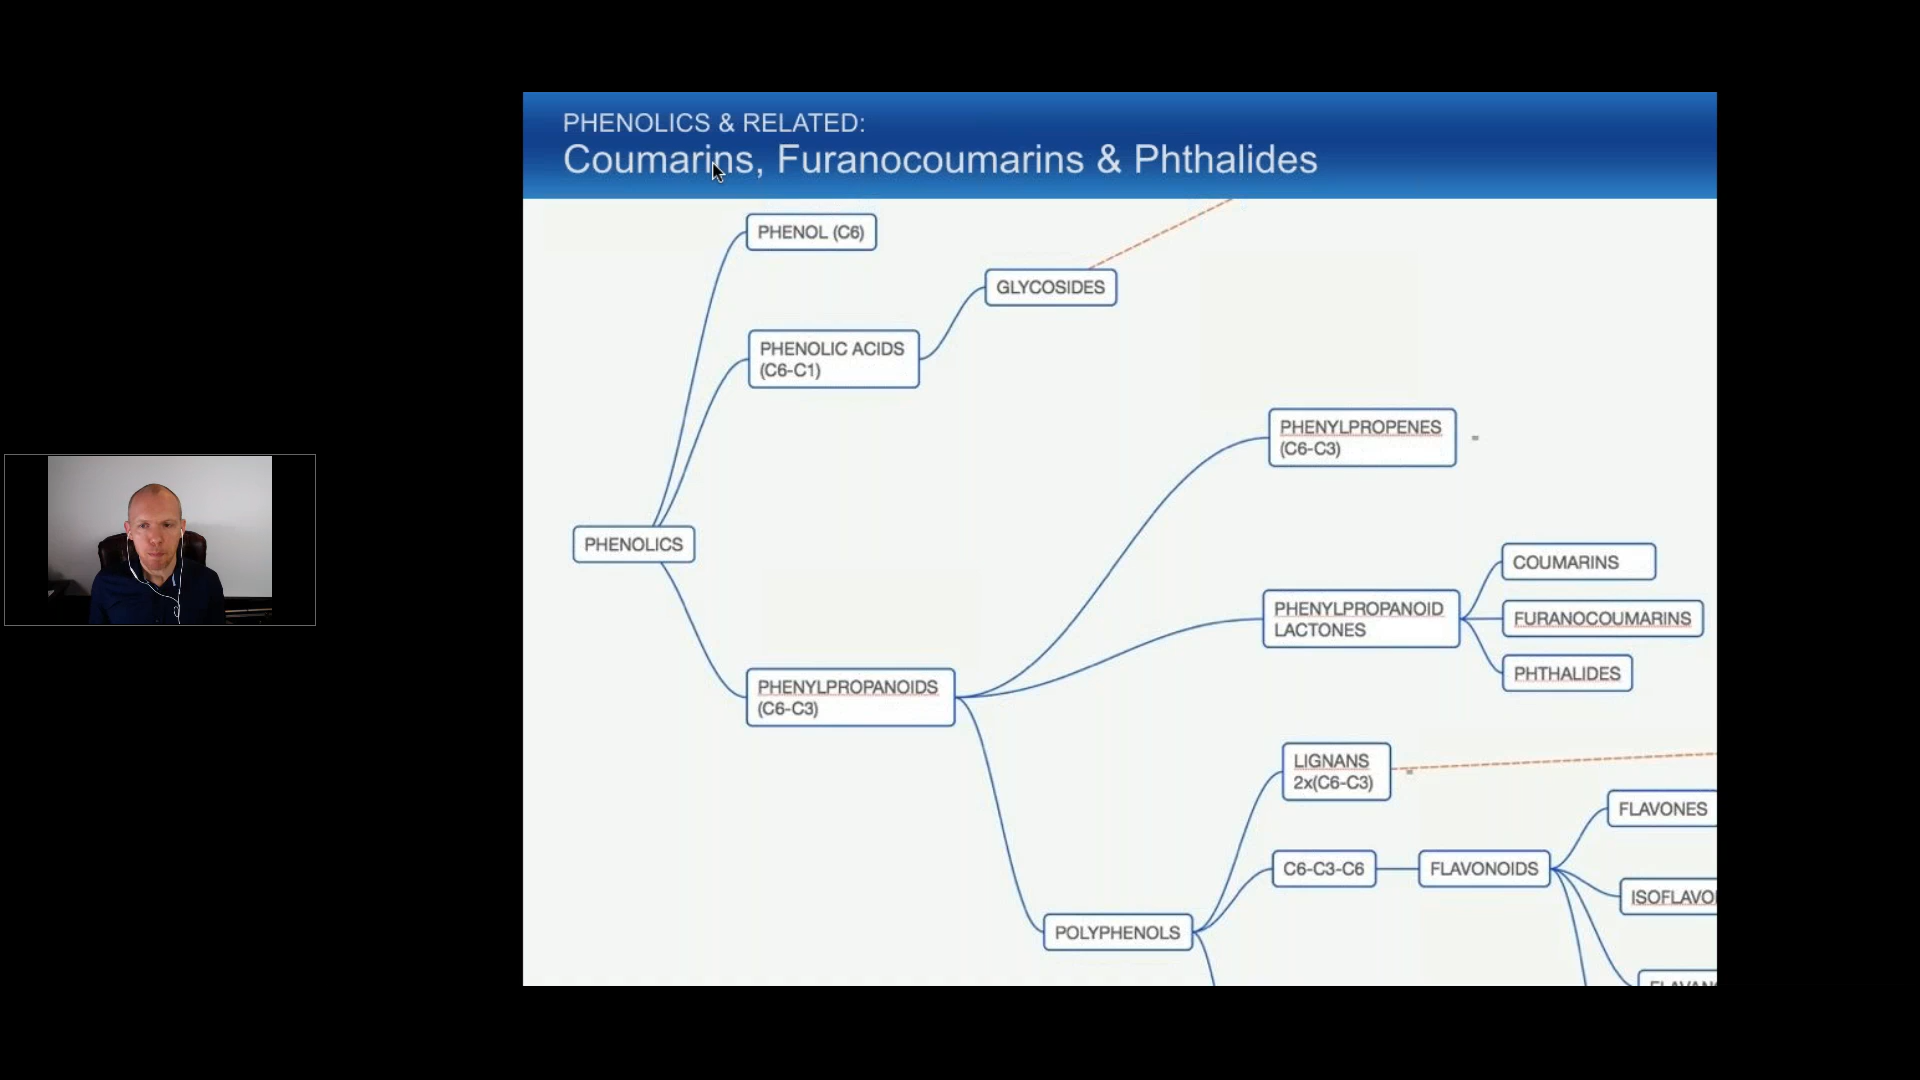 PHENOLICS & RELATED:
Coumarins, Furanocoumarins & Phthalides
PHENOL (C6)
GLYCOSIDES
PHENOLIC ACIDS
(C6-C1)
PHENYLPROPENES
(C6-C3)
PHENOLICS
COUMARINS
PHENYLPROPANOID
LACTONES
FURANOCOUMARINS
PHTHALIDES
PHENYLPROPANOIDS
(C6-C3)
LIGNANS
2x(C6-C3)
FLAVONES
C6-C3-C6
FLAVONOIDS
ISOFLAVO
POLYPHENOLS